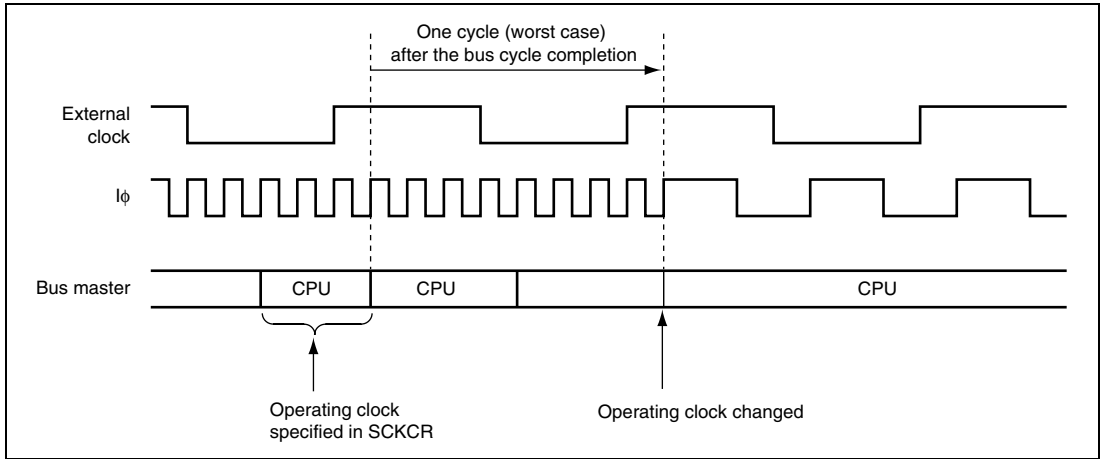 One cycle (worst case)
after the bus cycle completion
External
clock
Iϕ
Bus master
CPU
CPU
CPU
Operating clock
specified in SCKCR
Operating clock changed